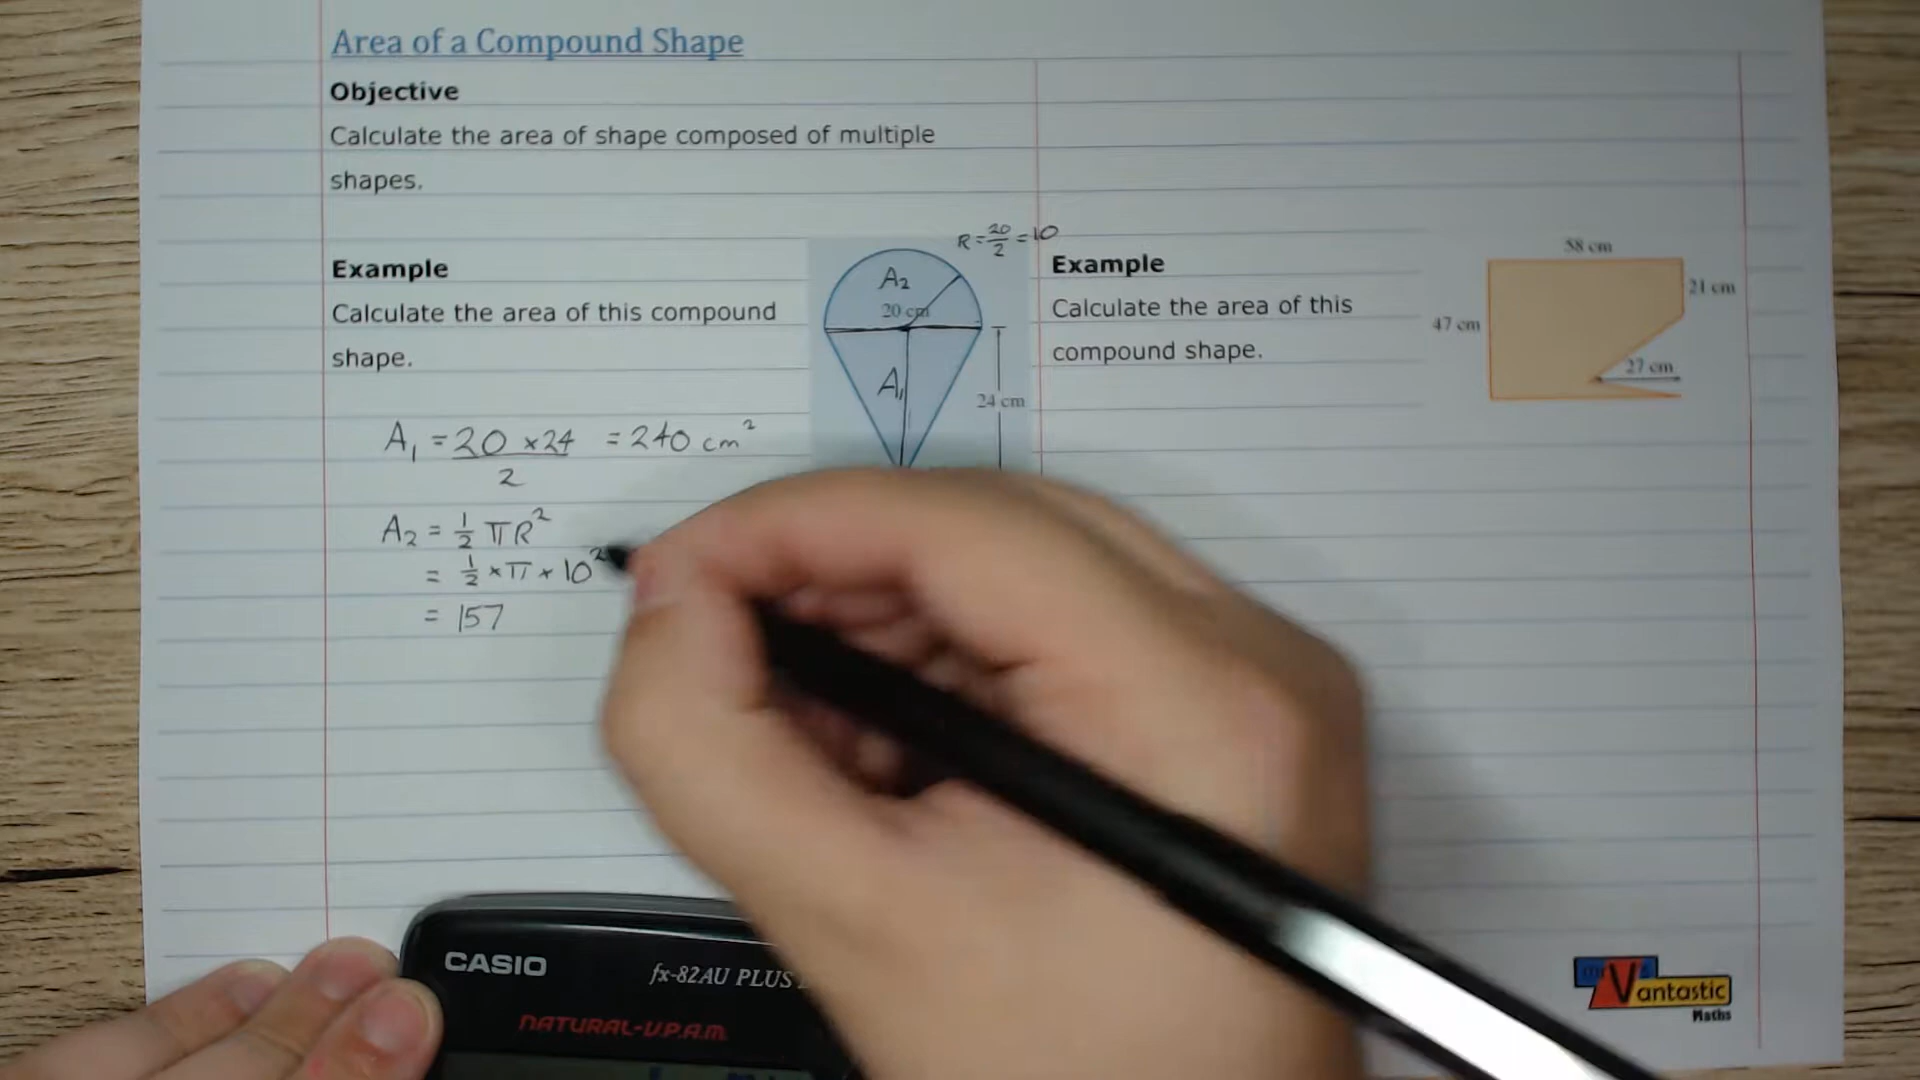 Area of a Compound Shape
Objective
Calculate the area of shape composed of multiple
shapes.
Example
Calculate the area of this compound
shape.
R = 20/2 = 10
A₂
20 cm
A₁
24 cm
A₁ = 20 × 24 / 2 = 240 cm²
A₂ = ½ πR²
= ½ × π × 10²
= 157
Example
Calculate the area of this
compound shape.
58 cm
21 cm
47 cm
27 cm
CASIO
fx-82AU PLUS
NATURAL-V.P.A.M.
Vantastic
Maths